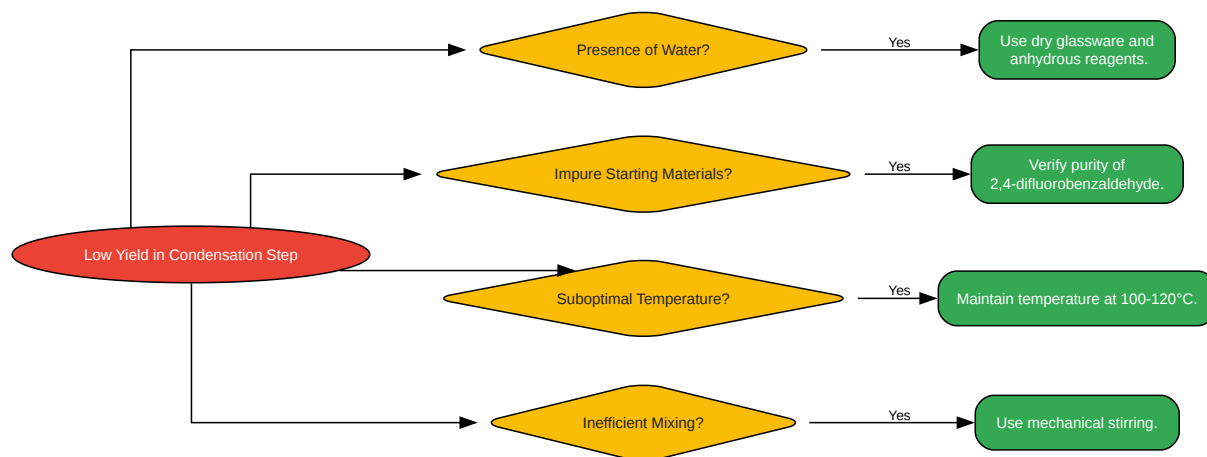 Presence of Water?
Yes
Use dry glassware and
anhydrous reagents.
Impure Starting Materials?
Yes
Verify purity of
2,4-difluorobenzaldehyde.
Low Yield in Condensation Step
Suboptimal Temperature?
Yes
Maintain temperature at 100-120°C.
Inefficient Mixing?
Yes
Use mechanical stirring.